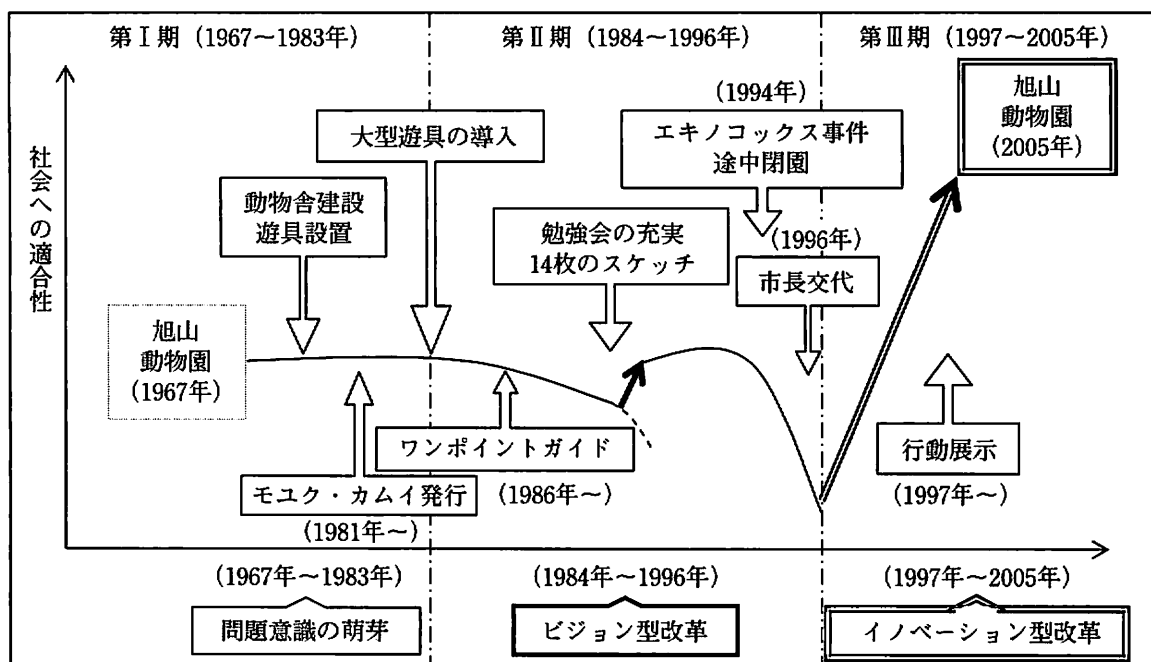 第Ⅰ期（1967～1983年）
第Ⅱ期（1984～1996年）
第Ⅲ期（1997～2005年）
社会への適合性
旭山
動物園
（1967年）
動物舎建設
遊具設置
大型遊具の導入
モユク・カムイ発行
（1981年～）
ワンポイントガイド
（1986年～）
勉強会の充実
14枚のスケッチ
（1994年）
エキノコックス事件
途中閉園
（1996年）
市長交代
旭山
動物園
（2005年）
行動展示
（1997年～）
（1967年～1983年）
問題意識の萌芽
（1984年～1996年）
ビジョン型改革
（1997年～2005年）
イノベーション型改革